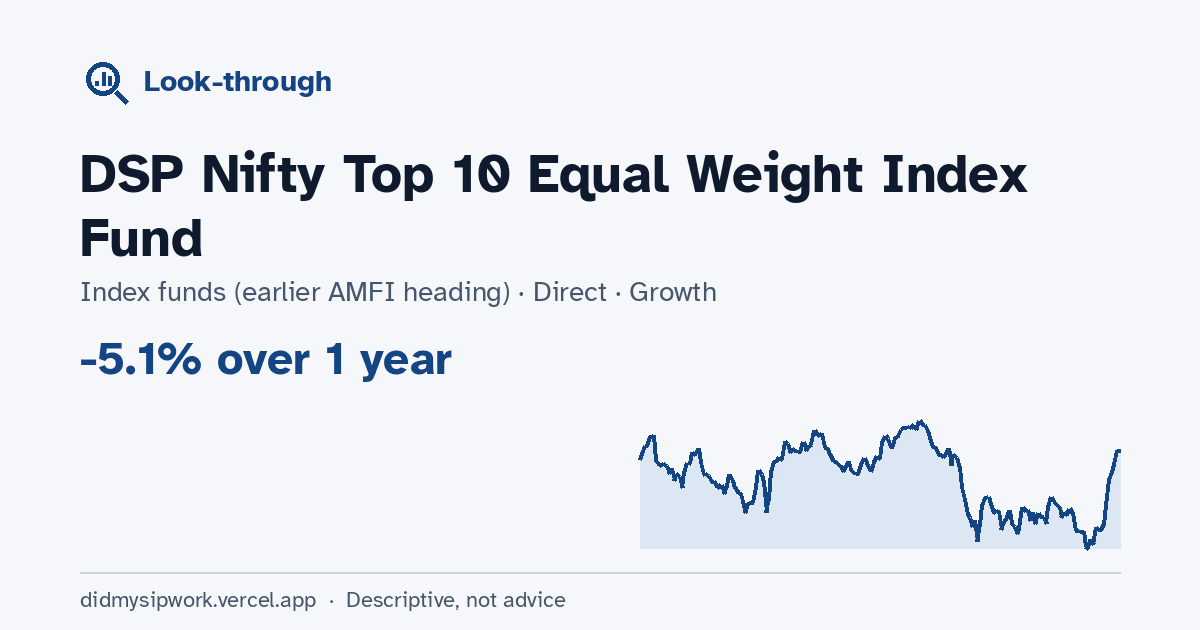 Look-through
DSP Nifty Top 10 Equal Weight Index
Fund
Index funds (earlier AMFI heading) · Direct · Growth
-5.1% over 1 year
didmysipwork.vercel.app · Descriptive, not advice